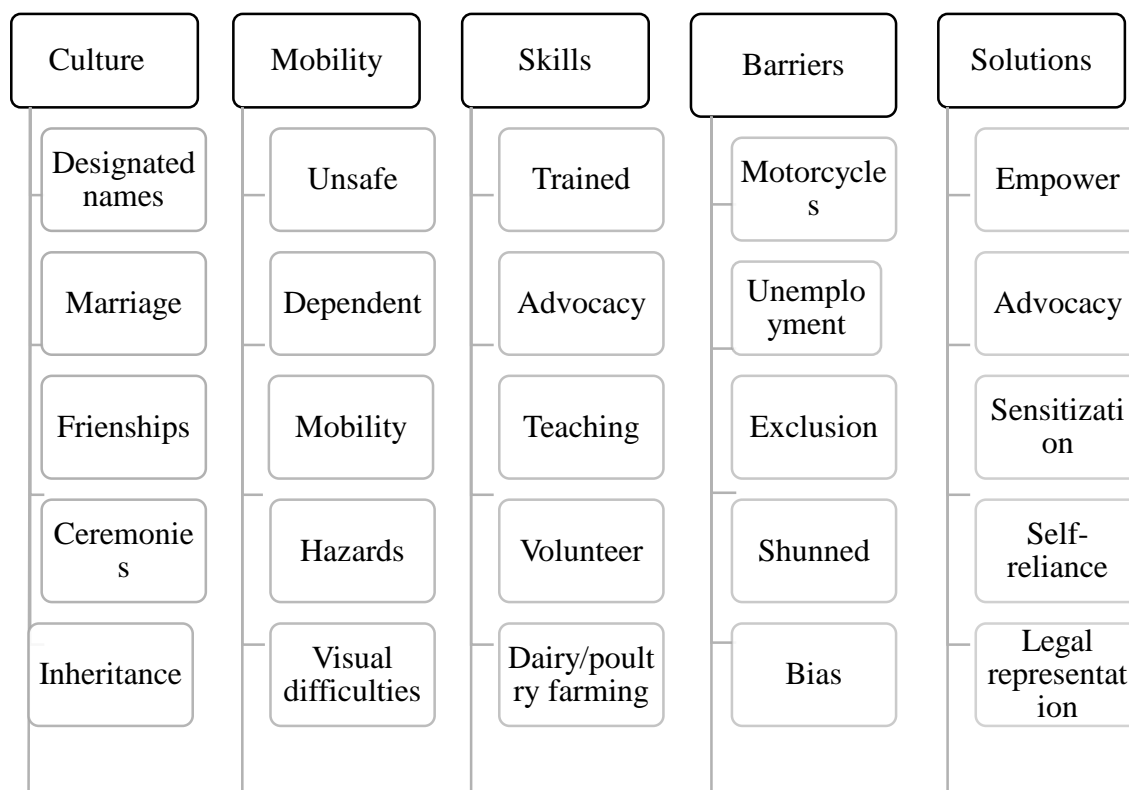 Culture
Designated
names
Marriage
Frienships
Ceremonie
s
Inheritance
Mobility
Unsafe
Dependent
Mobility
Hazards
Visual
difficulties
Skills
Trained
Advocacy
Teaching
Volunteer
Dairy/poult
ry farming
Barriers
Motorcycle
s
Unemplo
yment
Exclusion
Shunned
Bias
Solutions
Empower
Advocacy
Sensitizati
on
Self-
reliance
Legal
representat
ion